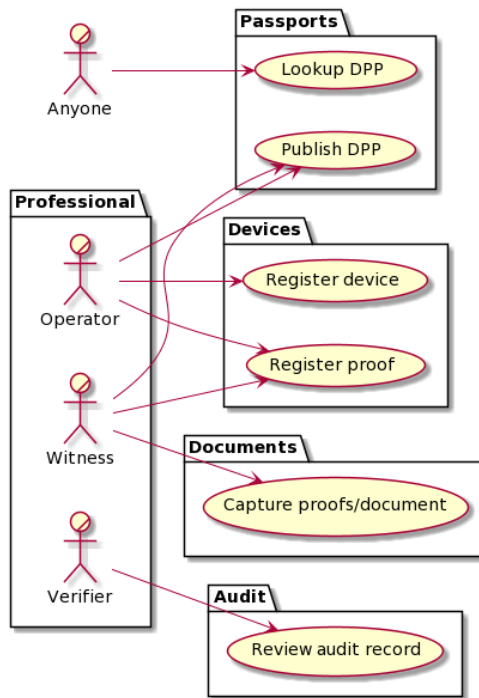 Passports
Lookup DPP
Anyone
Publish DPP
Professional
Devices
Register device
Operator
Register proof
Witness
Documents
Capture proofs/document
Verifier
Audit
Review audit record